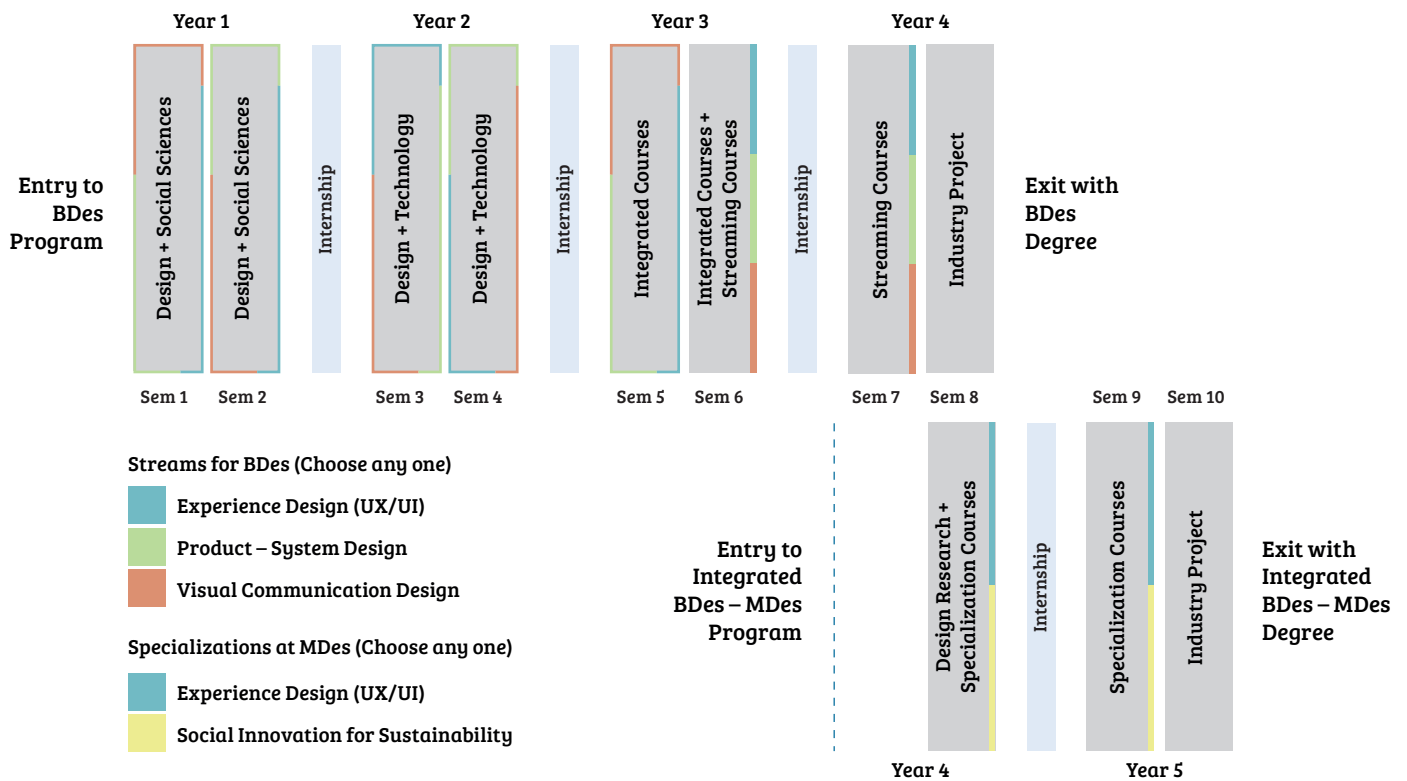 Year 1
Year 2
Year 3
Year 4
Entry to
BDes
Program
Design + Social Sciences
Design + Social Sciences
Internship
Design + Technology
Design + Technology
Internship
Integrated Courses
Integrated Courses +
Streaming Courses
Internship
Streaming Courses
Industry Project
Exit with
BDes
Degree
Sem 1
Sem 2
Sem 3
Sem 4
Sem 5
Sem 6
Sem 7
Sem 8
Sem 9
Sem 10
Streams for BDes (Choose any one)
Experience Design (UX/UI)
Product – System Design
Visual Communication Design
Specializations at MDes (Choose any one)
Experience Design (UX/UI)
Social Innovation for Sustainability
Entry to
Integrated
BDes – MDes
Program
Design Research +
Specialization Courses
Internship
Specialization Courses
Industry Project
Exit with
Integrated
BDes – MDes
Degree
Year 4
Year 5